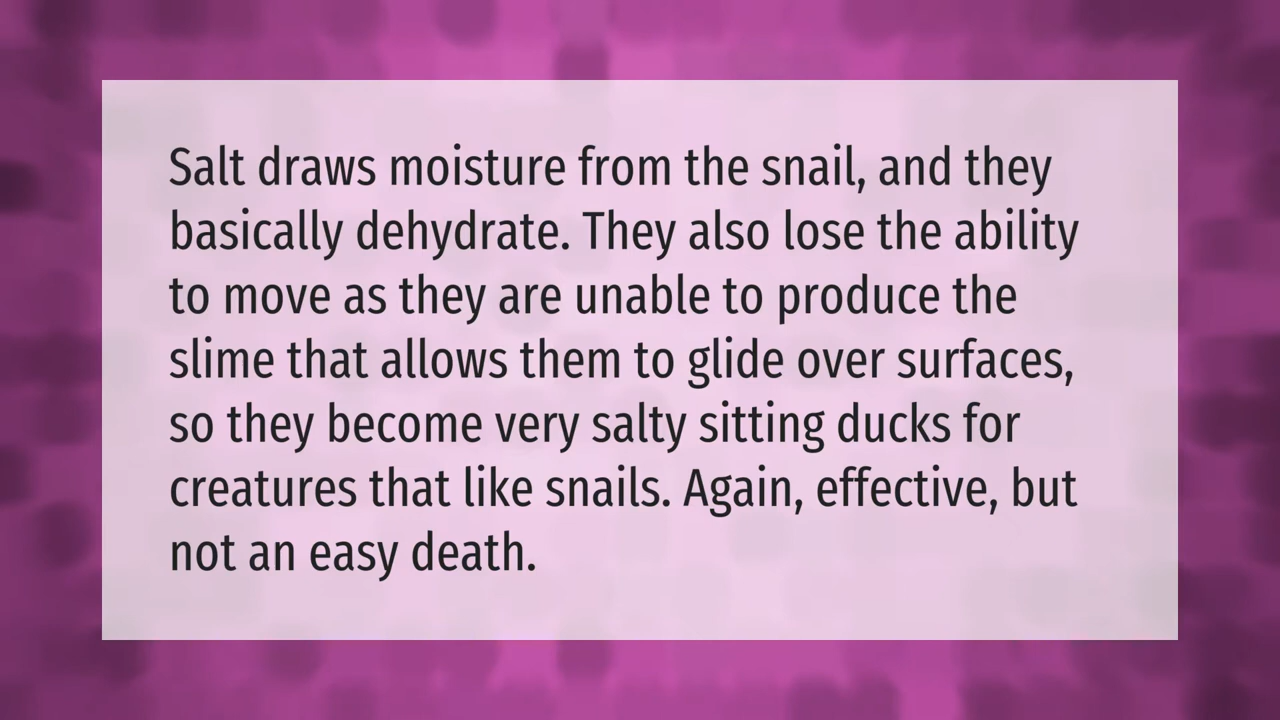 Salt draws moisture from the snail, and they
basically dehydrate. They also lose the ability
to move as they are unable to produce the
slime that allows them to glide over surfaces,
so they become very salty sitting ducks for
creatures that like snails. Again, effective, but
not an easy death.